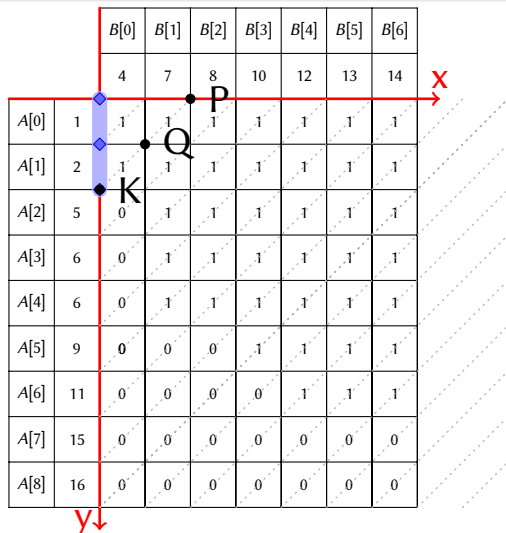 B[0] B[1] B[2] B[3] B[4] B[5] B[6]
4 7 8 10 12 13 14
x
P
A[0] 1 1 1 1 1 1 1 1
Q
A[1] 2 1 1 1 1 1 1 1
K
A[2] 5 0 1 1 1 1 1 1
A[3] 6 0 1 1 1 1 1 1
A[4] 6 0 1 1 1 1 1 1
A[5] 9 0 0 0 1 1 1 1
A[6] 11 0 0 0 0 1 1 1
A[7] 15 0 0 0 0 0 0 0
A[8] 16 0 0 0 0 0 0 0
y